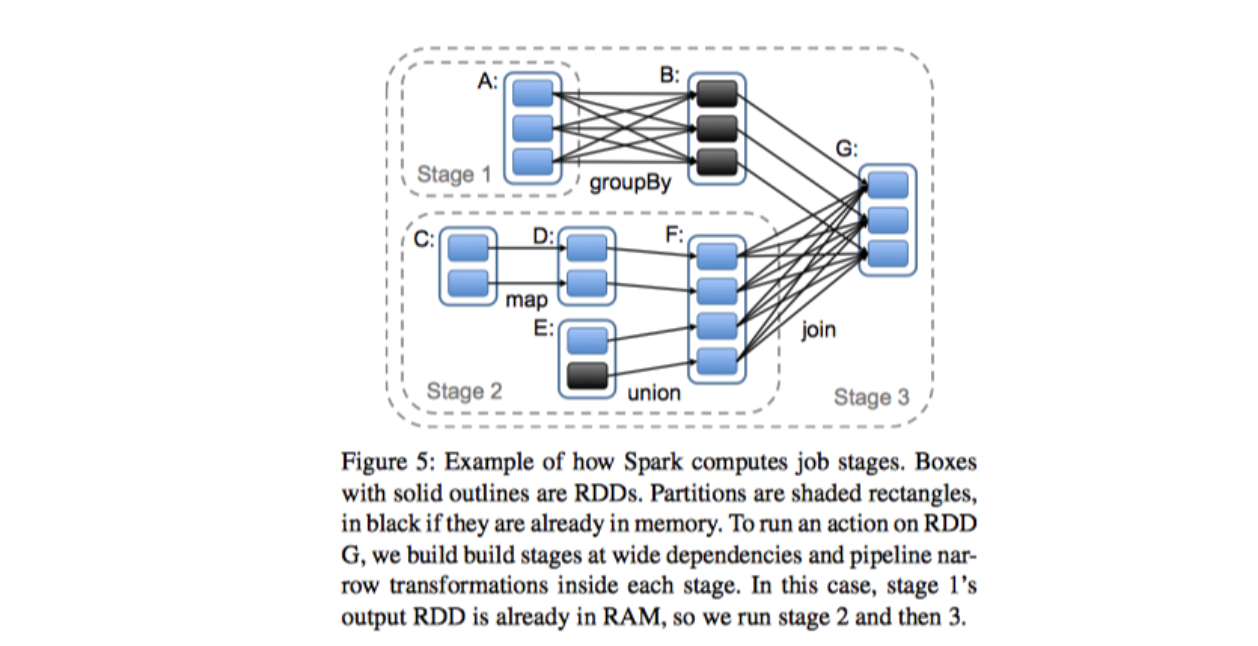 A:
B:
G:
Stage 1
groupBy
C:
D:
F:
map
E:
join
Stage 2
union
Stage 3
Figure 5: Example of how Spark computes job stages. Boxes
with solid outlines are RDDs. Partitions are shaded rectangles,
in black if they are already in memory. To run an action on RDD
G, we build build stages at wide dependencies and pipeline nar-
row transformations inside each stage. In this case, stage 1’s
output RDD is already in RAM, so we run stage 2 and then 3.